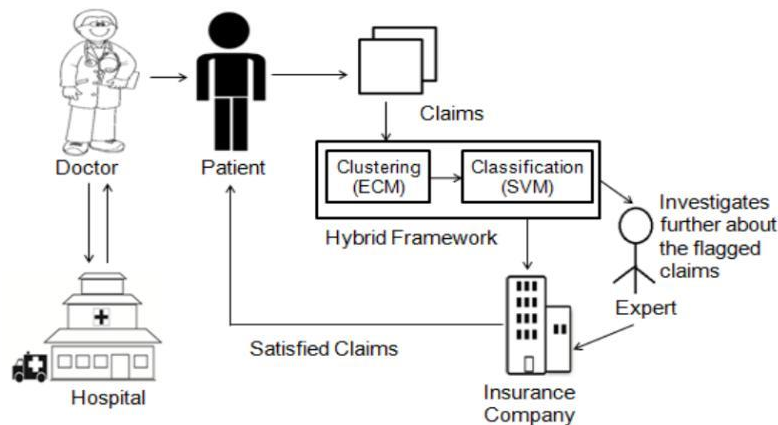 Doctor
Patient
Claims
Clustering
(ECM)
Classification
(SVM)
Hybrid Framework
Investigates
further about
the flagged
claims
Expert
Satisfied Claims
Hospital
Insurance
Company